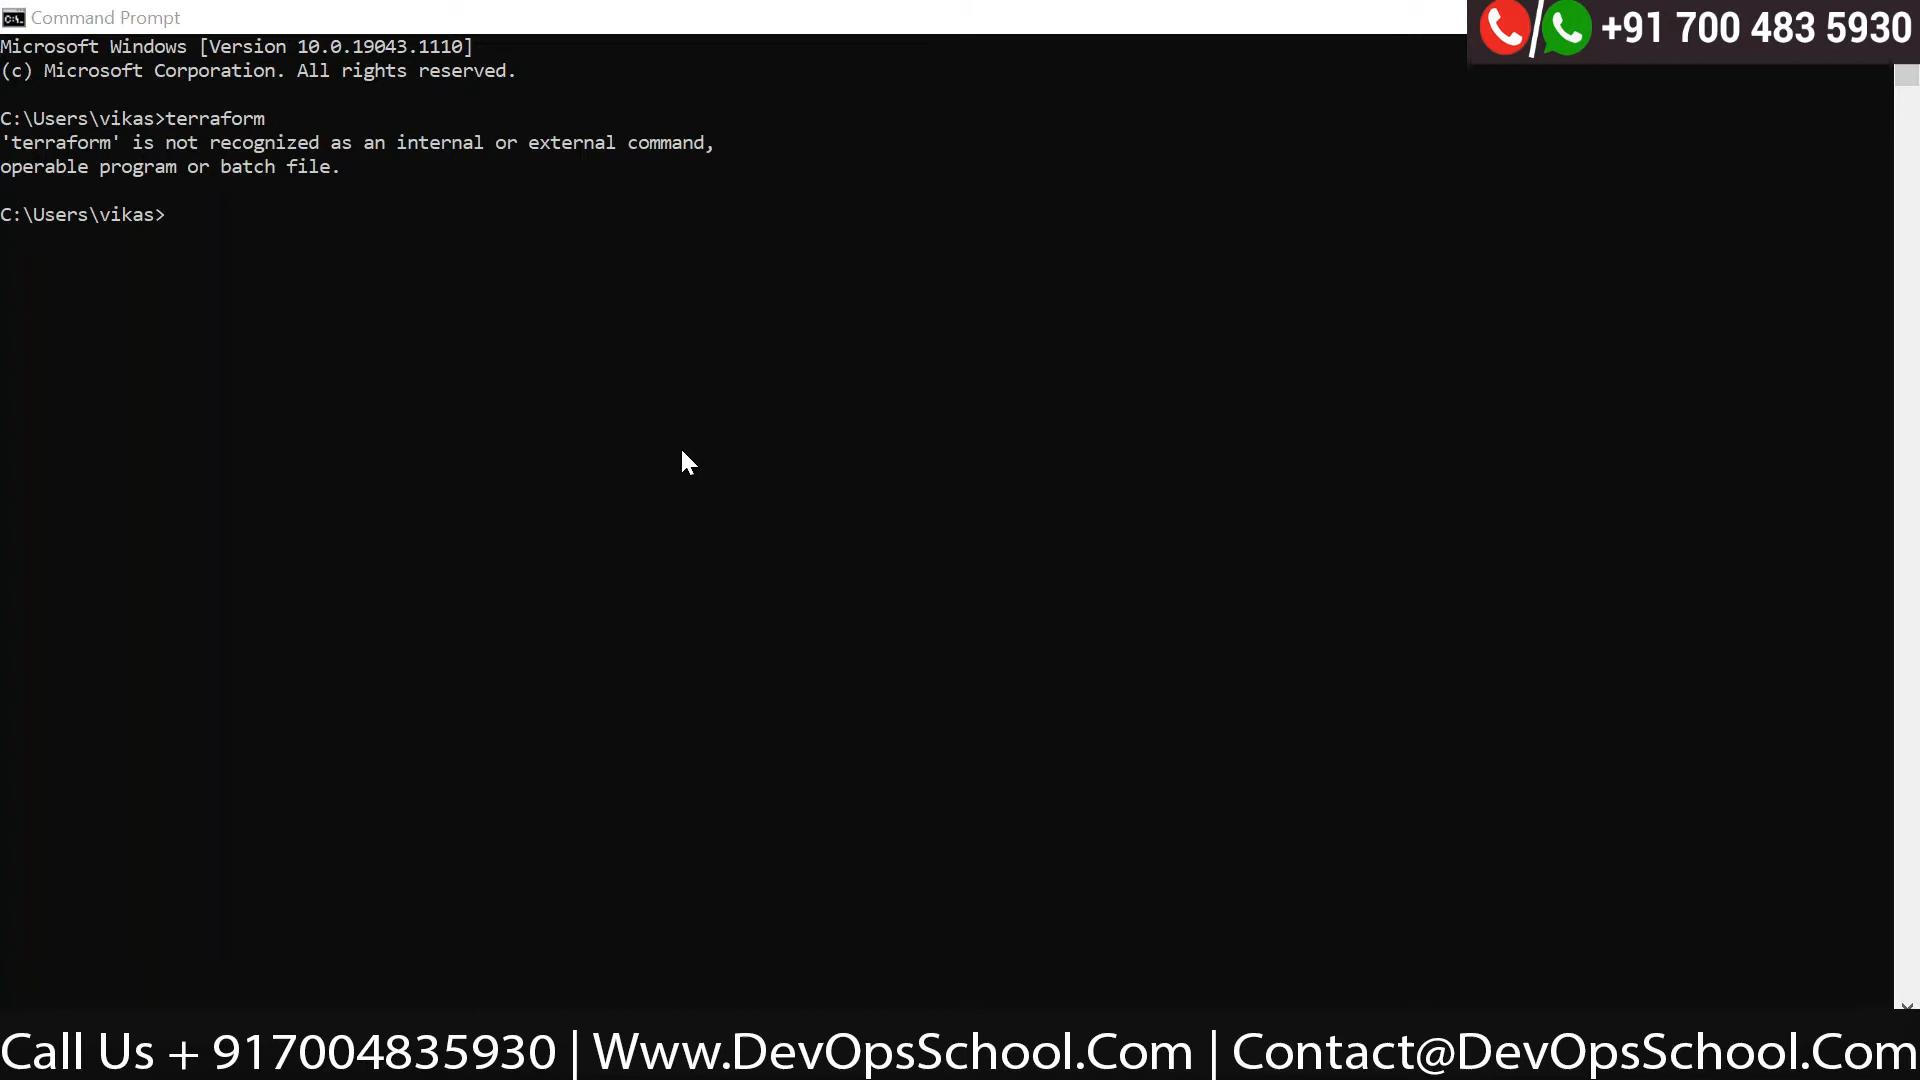 Command Prompt
+91 700 483 5930
Microsoft Windows [Version 10.0.19043.1110]
(c) Microsoft Corporation. All rights reserved.
C:\Users\vikas>terraform
'terraform' is not recognized as an internal or external command,
operable program or batch file.
C:\Users\vikas>
Call Us + 917004835930 | Www.DevOpsSchool.Com | Contact@DevOpsSchool.Com